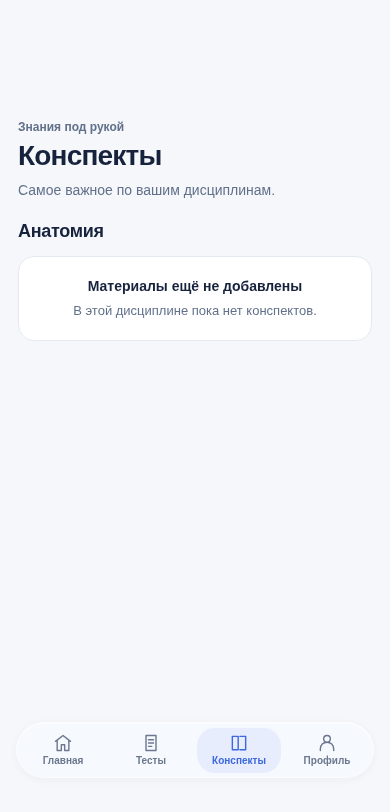 Знания под рукой
Конспекты
Самое важное по вашим дисциплинам.
Анатомия
Материалы ещё не добавлены
В этой дисциплине пока нет конспектов.
Главная
Тесты
Конспекты
Профиль